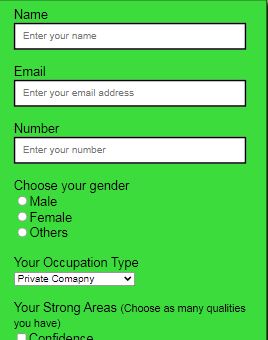 Name
Enter your name
Email
Enter your email address
Number
Enter your number
Choose your gender
Male
Female
Others
Your Occupation Type
Private Comapny
Your Strong Areas (Choose as many qualities
you have)
Confidence